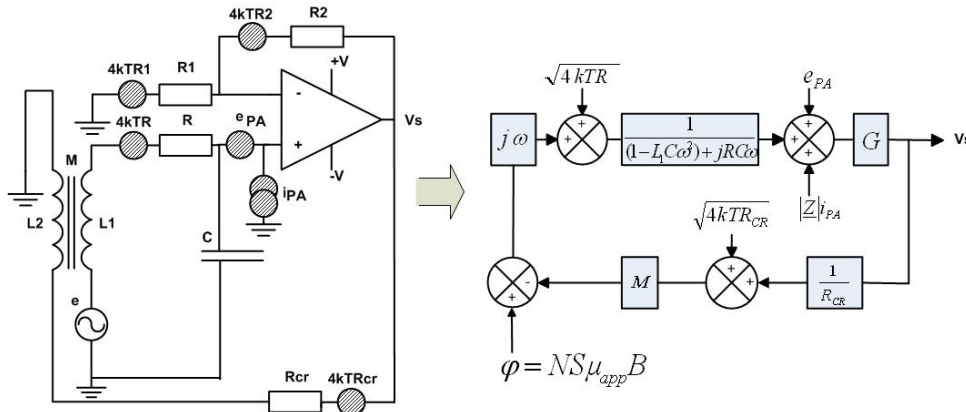 4kTR2
R2
4kTR1
R1
+V
-
Vs
4kTR
R
ePA
+
-V
iPA
M
L2
L1
C
e
Rcr
4kTRcr
√4kTR
ePA
jω
+
+
1
(1-L₁Cω²)+jRCω
+
+
+
G
Vs
|Z|iPA
√4kTRCR
-
+
M
+
+
1
RCR
φ=NSμappB